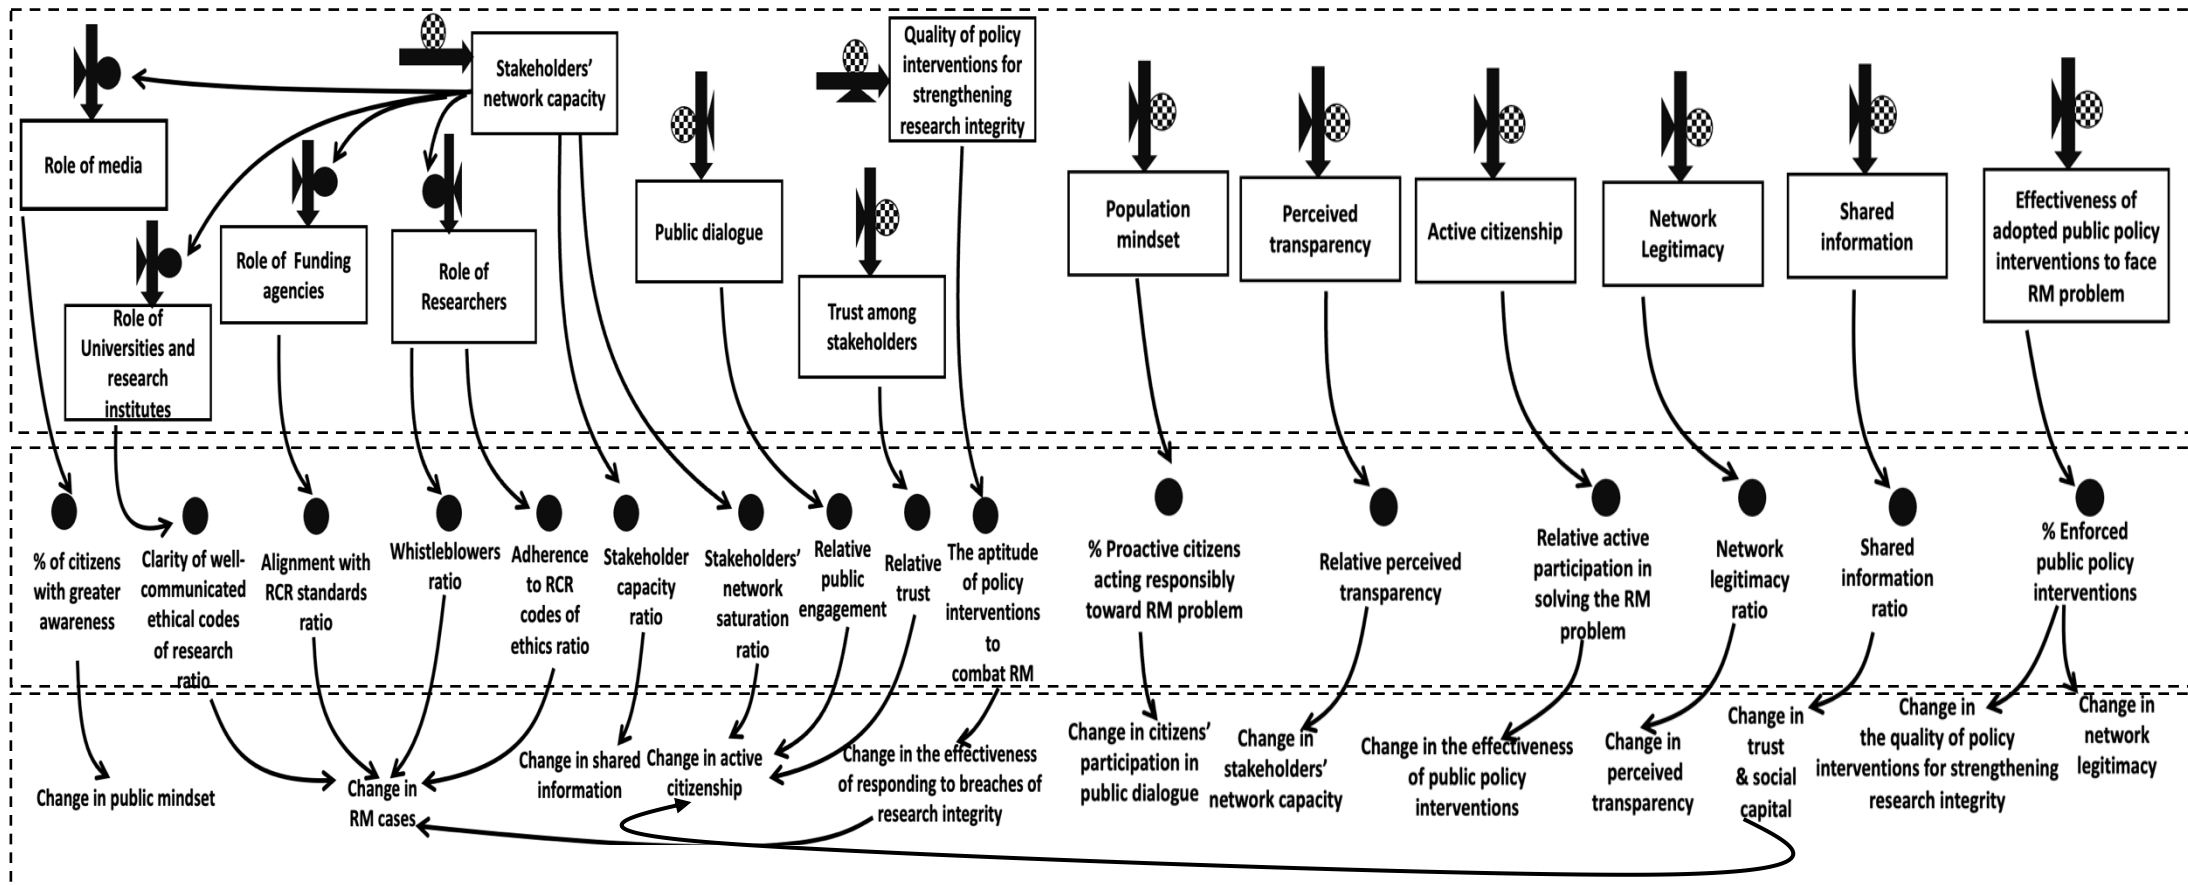 Stakeholders'
network capacity
Quality of policy
interventions for
strengthening
research integrity
Role of media
Role of
Universities and
research
institutes
Role of Funding
agencies
Role of
Researchers
Public dialogue
Trust among
stakeholders
Population
mindset
Perceived
transparency
Active citizenship
Network
Legitimacy
Shared
information
Effectiveness of
adopted public policy
interventions to face
RM problem
% of citizens
with greater
awareness
Clarity of well-
communicated
ethical codes
of research
ratio
Alignment with
RCR standards
ratio
Whistleblowers
ratio
Adherence
to RCR
codes of
ethics ratio
Stakeholder
capacity
ratio
Stakeholders'
network
saturation
ratio
Relative
public
engagement
Relative
trust
The aptitude
of policy
interventions
to
combat RM
% Proactive citizens
acting responsibly
toward RM problem
Relative perceived
transparency
Relative active
participation in
solving the RM
problem
Network
legitimacy
ratio
Shared
information
ratio
% Enforced
public policy
interventions
Change in public mindset
Change in
RM cases
Change in shared
information
Change in active
citizenship
Change in the effectiveness
of responding to breaches of
research integrity
Change in citizens'
participation in
public dialogue
Change in
stakeholders'
network capacity
Change in the effectiveness
of public policy
interventions
Change in
perceived
transparency
Change in
trust
& social
capital
Change in
the quality of policy
interventions for strengthening
research integrity
Change in
network
legitimacy